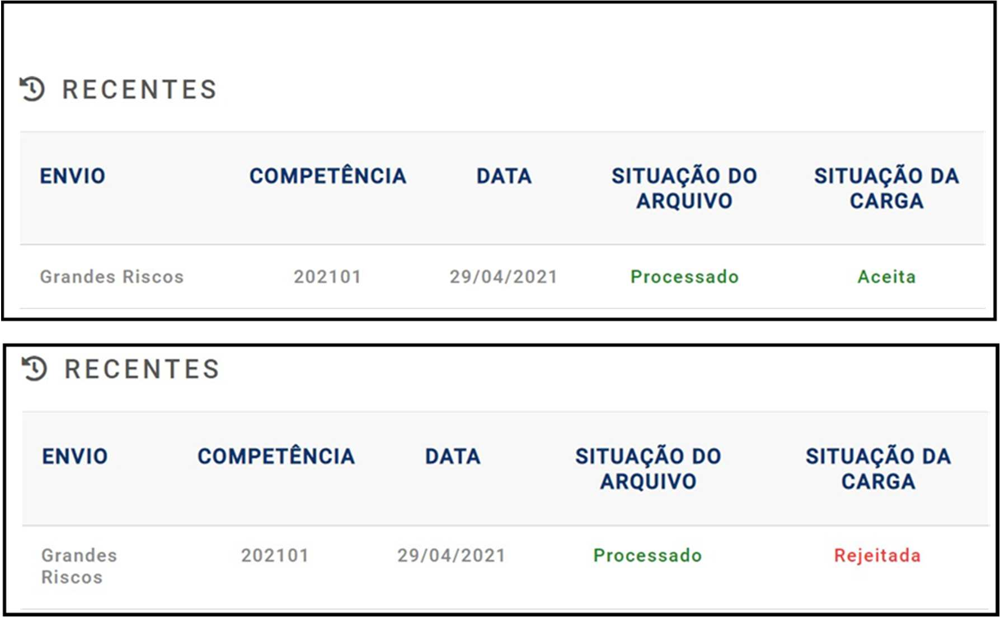 RECENTES
ENVIO COMPETÊNCIA DATA SITUAÇÃO DO ARQUIVO SITUAÇÃO DA CARGA
Grandes Riscos 202101 29/04/2021 Processado Aceita
RECENTES
ENVIO COMPETÊNCIA DATA SITUAÇÃO DO ARQUIVO SITUAÇÃO DA CARGA
Grandes Riscos 202101 29/04/2021 Processado Rejeitada